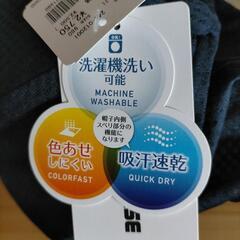 ¥2,750
洗濯機洗い
可能
MACHINE
WASHABLE
帽子内側
スベリ部分の
機能に
なります
色あせ
しにくい
COLORFAST
吸汗速乾
QUICK DRY